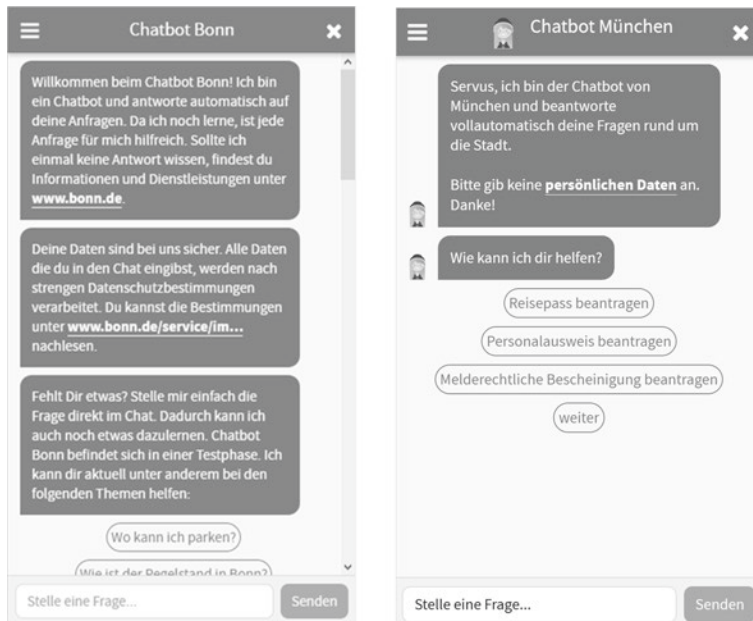 Chatbot Bonn
Willkommen beim Chatbot Bonn! Ich bin
ein Chatbot und antworte automatisch auf
deine Anfragen. Da ich noch lerne, ist jede
Anfrage für mich hilfreich. Sollte ich
einmal keine Antwort wissen, findest du
Informationen und Dienstleistungen unter
www.bonn.de.
Deine Daten sind bei uns sicher. Alle Daten
die du in den Chat eingibst, werden nach
strengen Datenschutzbestimmungen
verarbeitet. Du kannst die Bestimmungen
unter www.bonn.de/service/im...
nachlesen.
Fehlt Dir etwas? Stelle mir einfach die
Frage direkt im Chat. Dadurch kann ich
auch noch etwas dazulernen. Chatbot
Bonn befindet sich in einer Testphase. Ich
kann dir aktuell unter anderem bei den
folgenden Themen helfen:
Wo kann ich parken?
Wie ist der Pegelstand in Bonn?
Stelle eine Frage...
Senden
Chatbot München
Servus, ich bin der Chatbot von
München und beantworte
vollautomatisch deine Fragen rund um
die Stadt.
Bitte gib keine persönlichen Daten an.
Danke!
Wie kann ich dir helfen?
Reisepass beantragen
Personalausweis beantragen
Melderechtliche Bescheinigung beantragen
weiter
Stelle eine Frage...
Senden